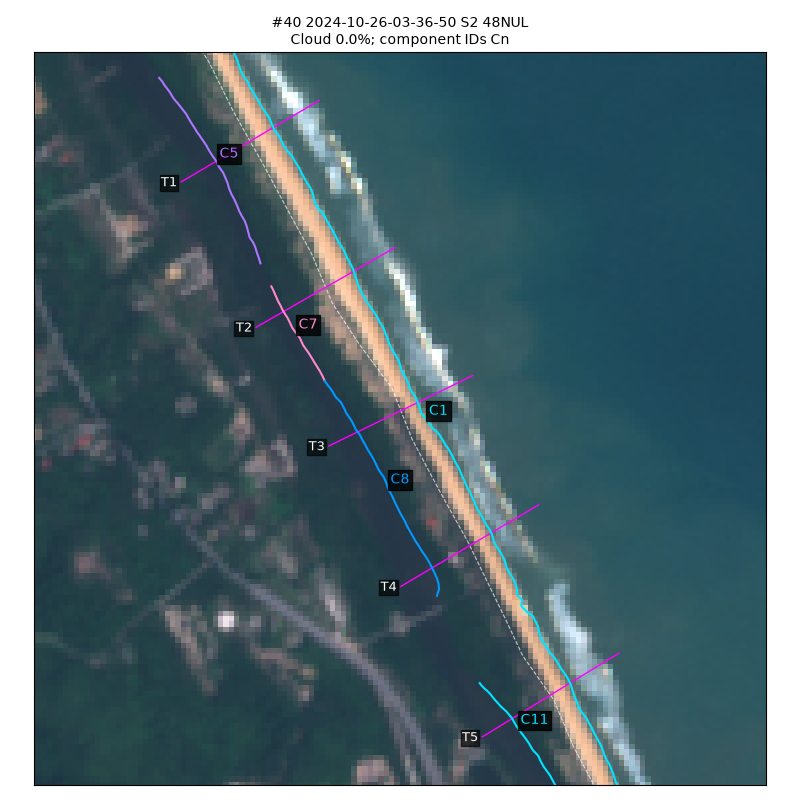 #40 2024-10-26-03-36-50 S2 48NUL
Cloud 0.0%; component IDs Cn
C5
T1
C7
T2
C1
T3
C8
T4
C11
T5